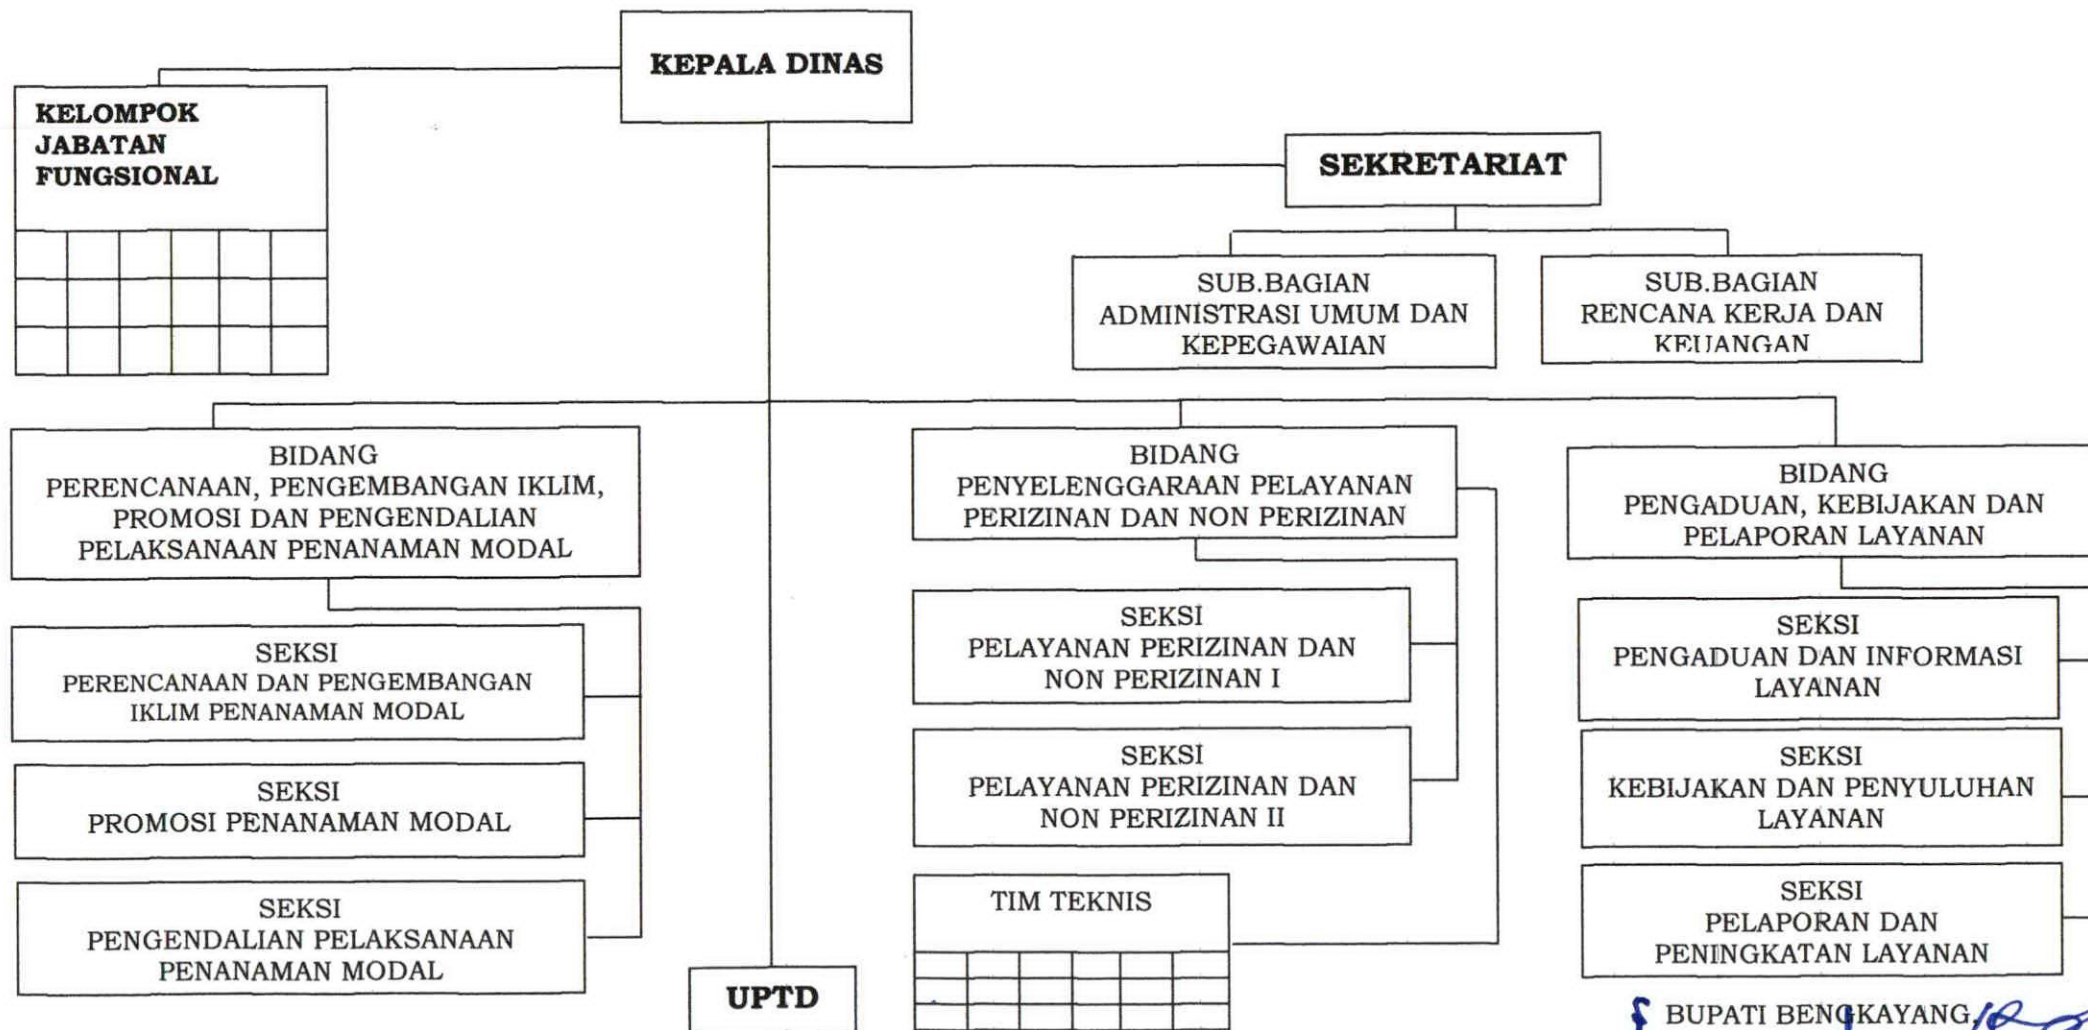 KEPALA DINAS
KELOMPOK
JABATAN
FUNGSIONAL
SEKRETARIAT
SUB.BAGIAN
ADMINISTRASI UMUM DAN
KEPEGAWAIAN
SUB.BAGIAN
RENCANA KERJA DAN
KEUANGAN
BIDANG
PERENCANAAN, PENGEMBANGAN IKLIM,
PROMOSI DAN PENGENDALIAN
PELAKSANAAN PENANAMAN MODAL
SEKSI
PERENCANAAN DAN PENGEMBANGAN
IKLIM PENANAMAN MODAL
SEKSI
PROMOSI PENANAMAN MODAL
SEKSI
PENGENDALIAN PELAKSANAAN
PENANAMAN MODAL
BIDANG
PENYELENGGARAAN PELAYANAN
PERIZINAN DAN NON PERIZINAN
SEKSI
PELAYANAN PERIZINAN DAN
NON PERIZINAN I
SEKSI
PELAYANAN PERIZINAN DAN
NON PERIZINAN II
TIM TEKNIS
BIDANG
PENGADUAN, KEBIJAKAN DAN
PELAPORAN LAYANAN
SEKSI
PENGADUAN DAN INFORMASI
LAYANAN
SEKSI
KEBIJAKAN DAN PENYULUHAN
LAYANAN
SEKSI
PELAPORAN DAN
PENINGKATAN LAYANAN
UPTD
BUPATI BENGKAYANG,